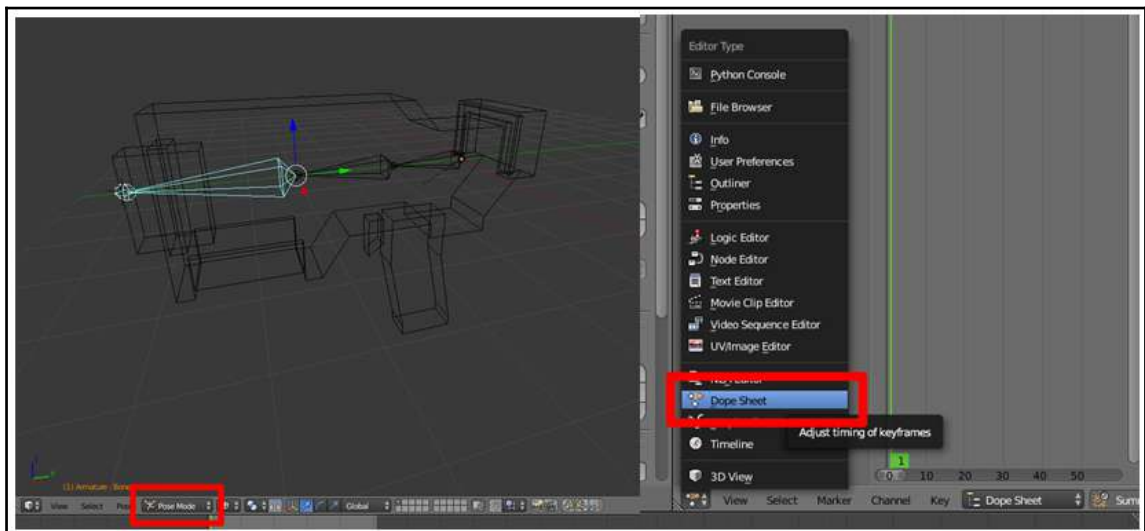 (1) Armature : Bone
View Select Pose Pose Mode Global
Editor Type
Python Console
File Browser
Info
User Preferences
Outliner
Properties
Logic Editor
Node Editor
Text Editor
Movie Clip Editor
Video Sequence Editor
UV/Image Editor
Dope Sheet
Adjust timing of keyframes
Timeline
3D View
1
0 10 20 30 40 50
View Select Marker Channel Key Dope Sheet Sum